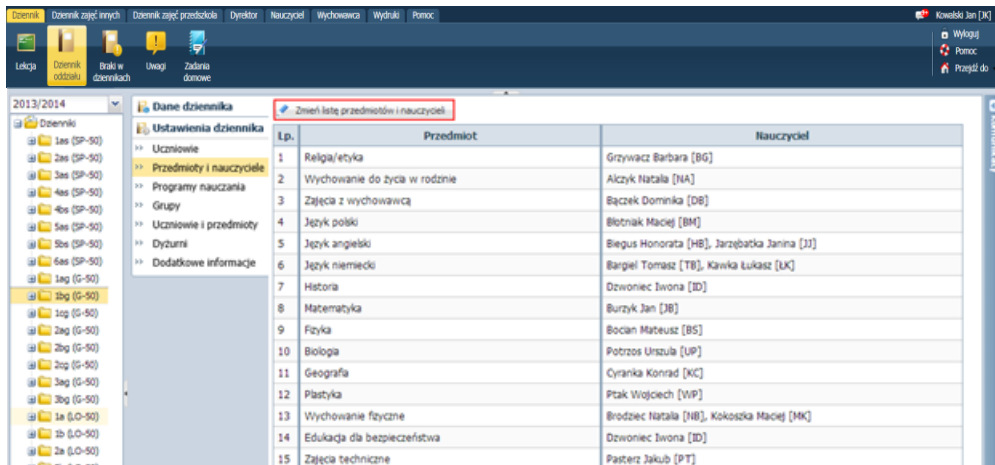 Dziennik Dziennik zajęć innych Dziennik zajęć przedszkola Dyrektor Nauczyciel Wychowawca Wydruki Pomoc Kowalski Jan [JK]
Lekcja
Dziennik oddziału
Braki w dziennikach
Uwagi
Zadania domowe
Wyloguj
Pomoc
Przejdź do
2013/2014
Dzienniki
1as (SP-50)
2as (SP-50)
3as (SP-50)
4as (SP-50)
4bs (SP-50)
5as (SP-50)
5bs (SP-50)
6as (SP-50)
1ag (G-50)
1bg (G-50)
1cg (G-50)
2ag (G-50)
2bg (G-50)
2cg (G-50)
3ag (G-50)
3bg (G-50)
1a (LO-50)
1b (LO-50)
2a (LO-50)
Dane dziennika
Ustawienia dziennika
Uczniowie
Przedmioty i nauczyciele
Programy nauczania
Grupy
Uczniowie i przedmioty
Dyżurni
Dodatkowe informacje
Zmień listę przedmiotów i nauczycieli
Lp. Przedmiot Nauczyciel
1 Religa/etyka Grzywacz Barbara [BG]
2 Wychowanie do życia w rodzinie Alczyk Natalia [NA]
3 Zajęcia z wychowawcą Bączek Dominika [DB]
4 Język polski Błotniak Maciej [BM]
5 Język angielski Biegus Honorata [HB], Jarzębatka Janina [JJ]
6 Język niemiecki Bargiel Tomasz [TB], Kawka Łukasz [ŁK]
7 Historia Dzwoniec Iwona [ID]
8 Matematyka Burzyk Jan [JB]
9 Fizyka Bocian Mateusz [BS]
10 Biologia Potrzos Urszula [UP]
11 Geografia Cyranka Konrad [KC]
12 Plastyka Ptak Wojciech [WP]
13 Wychowanie fizyczne Brodziec Natalia [NB], Kokoszka Maciej [MK]
14 Edukacja dla bezpieczeństwa Dzwoniec Iwona [ID]
15 Zajęcia techniczne Pasterz Jakub [PT]